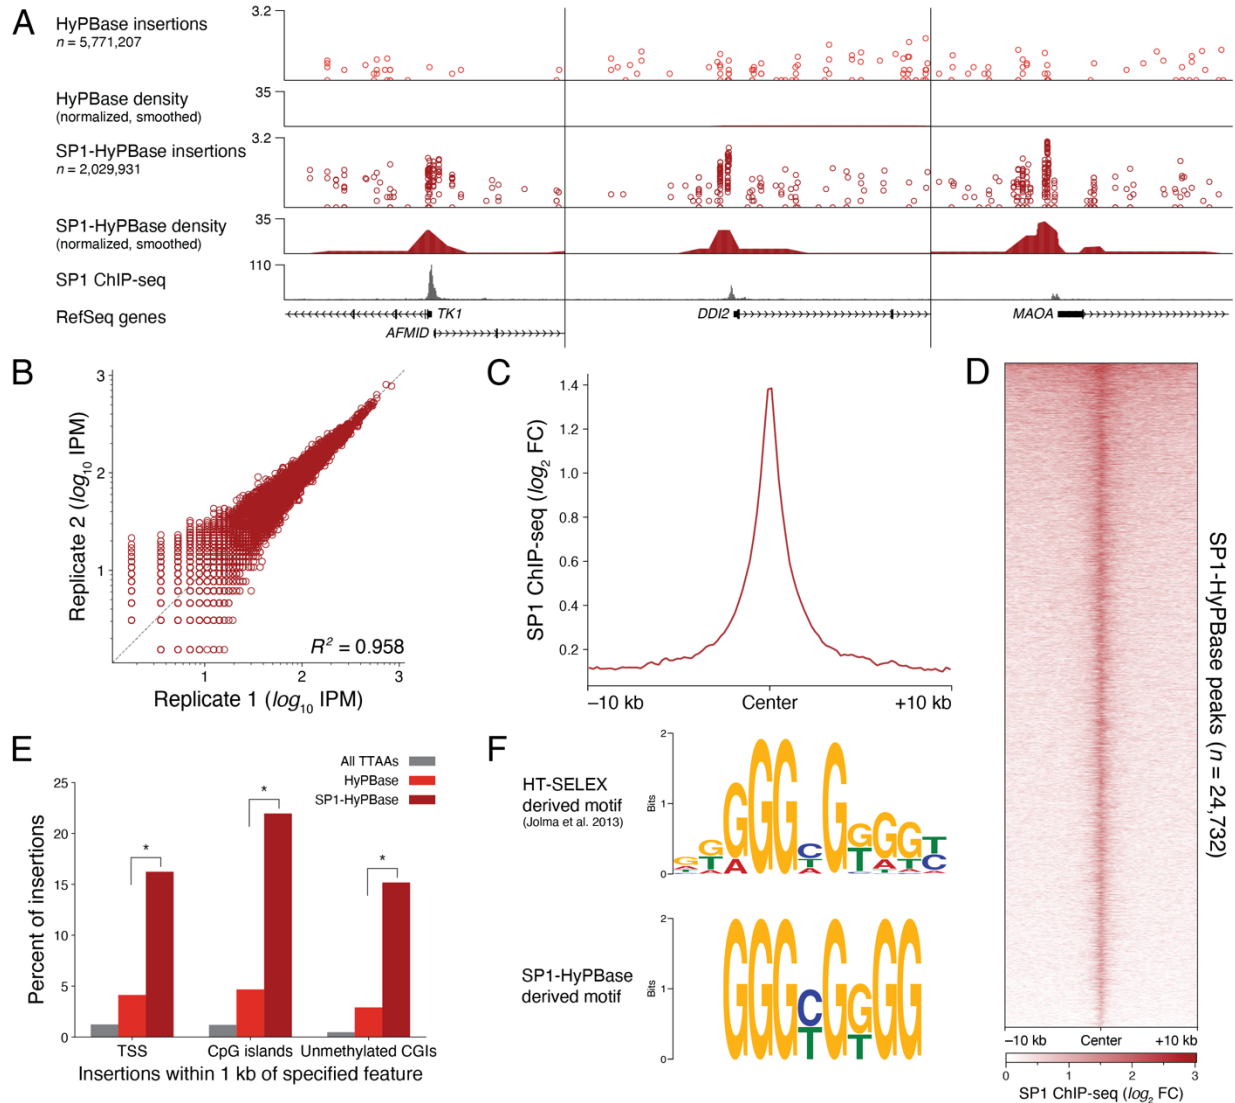 A
HyPBase insertions
n = 5,771,207
3.2
HyPBase density
(normalized, smoothed)
35
SP1-HyPBase insertions
n = 2,029,931
3.2
SP1-HyPBase density
(normalized, smoothed)
35
SP1 ChIP-seq
110
RefSeq genes
TK1
AFMID
DDI2
MAOA
B
3
2
1
Replicate 2 (log10 IPM)
R² = 0.958
1
2
3
Replicate 1 (log10 IPM)
C
1.4
1.2
1.0
0.8
0.6
0.4
0.2
SP1 ChIP-seq (log2 FC)
−10 kb
Center
+10 kb
D
SP1-HyPBase peaks (n = 24,732)
−10 kb
Center
+10 kb
0
1
2
3
SP1 ChIP-seq (log2 FC)
E
All TTAAs
HyPBase
SP1-HyPBase
25
20
15
10
5
0
Percent of insertions
*
*
*
TSS
CpG islands
Unmethylated CGIs
Insertions within 1 kb of specified feature
F
HT-SELEX
derived motif
(Jolma et al. 2013)
2
1
0
Bits
SP1-HyPBase
derived motif
2
1
0
Bits
GGGCGGGG
T T